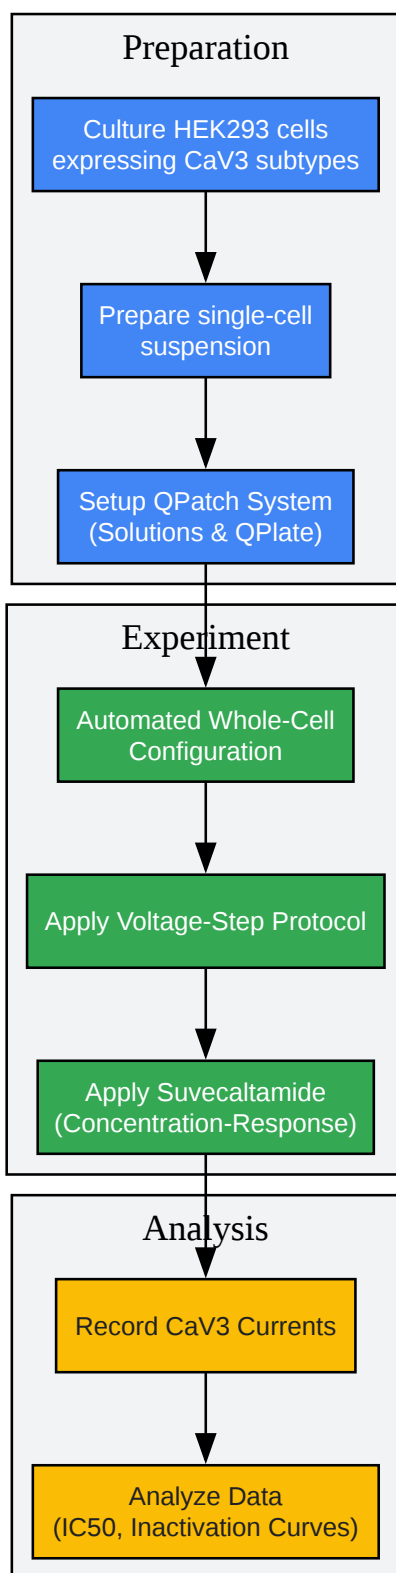 Preparation
Culture HEK293 cells
expressing CaV3 subtypes
Prepare single-cell
suspension
Setup QPatch System
(Solutions & QPlate)
Experiment
Automated Whole-Cell
Configuration
Apply Voltage-Step Protocol
Apply Suvecaltamide
(Concentration-Response)
Analysis
Record CaV3 Currents
Analyze Data
(IC50, Inactivation Curves)